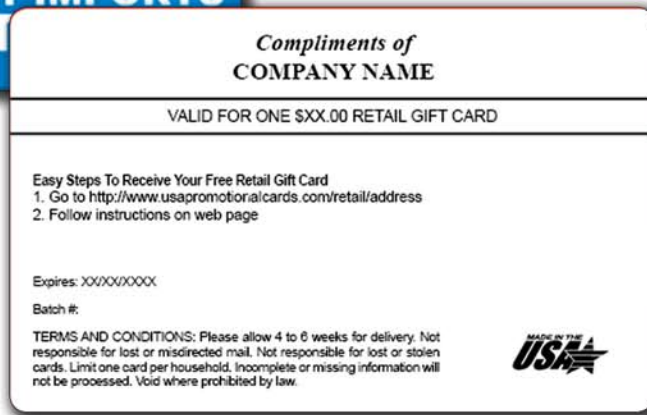 Compliments of
COMPANY NAME
VALID FOR ONE $XX.00 RETAIL GIFT CARD
Easy Steps To Receive Your Free Retail Gift Card
1. Go to http://www.usapromotionalcards.com/retail/address
2. Follow instructions on web page
Expires: XX/XX/XXXX
Batch #:
TERMS AND CONDITIONS: Please allow 4 to 6 weeks for delivery. Not
responsible for lost or misdirected mail. Not responsible for lost or stolen
cards. Limit one card per household. Incomplete or missing information will
not be processed. Void where prohibited by law.
MADE IN THE
USA